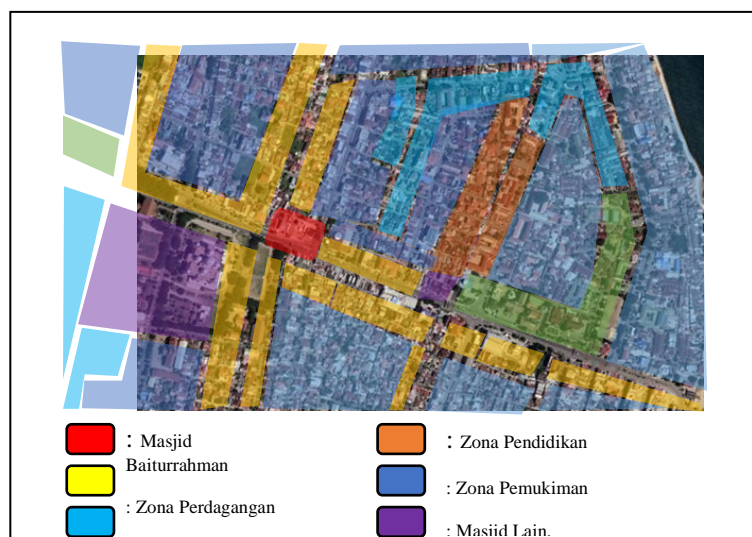 : Masjid
Baiturrahman
: Zona Perdagangan
: Zona Pendidikan
: Zona Pemukiman
: Masjid Lain.